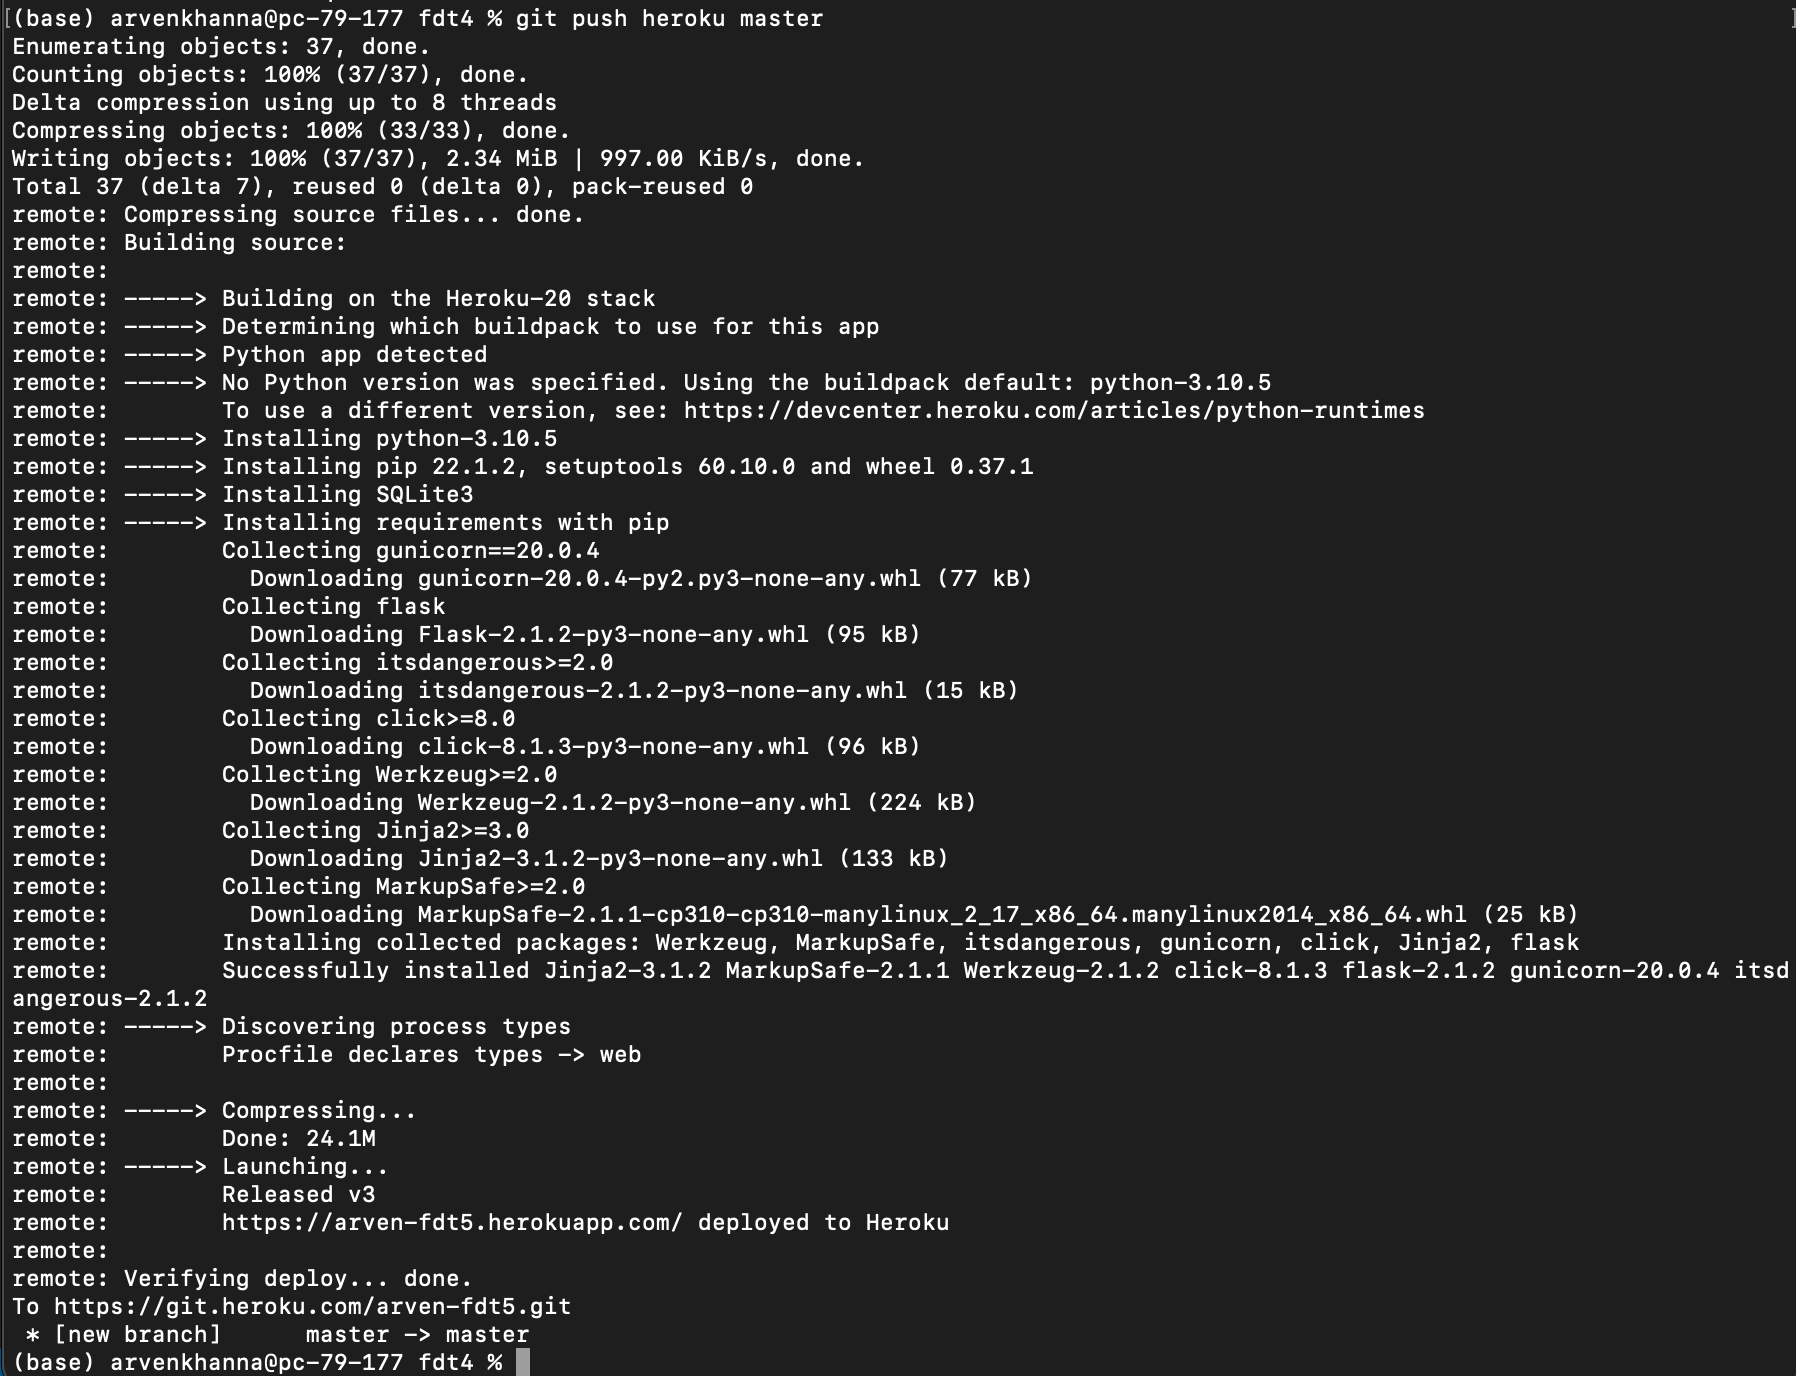 [(base) arvenkhanna@pc-79-177 fdt4 % git push heroku master ]
Enumerating objects: 37, done.
Counting objects: 100% (37/37), done.
Delta compression using up to 8 threads
Compressing objects: 100% (33/33), done.
Writing objects: 100% (37/37), 2.34 MiB | 997.00 KiB/s, done.
Total 37 (delta 7), reused 0 (delta 0), pack-reused 0
remote: Compressing source files... done.
remote: Building source:
remote:
remote: -----> Building on the Heroku-20 stack
remote: -----> Determining which buildpack to use for this app
remote: -----> Python app detected
remote: -----> No Python version was specified. Using the buildpack default: python-3.10.5
remote:        To use a different version, see: https://devcenter.heroku.com/articles/python-runtimes
remote: -----> Installing python-3.10.5
remote: -----> Installing pip 22.1.2, setuptools 60.10.0 and wheel 0.37.1
remote: -----> Installing SQLite3
remote: -----> Installing requirements with pip
remote:        Collecting gunicorn==20.0.4
remote:          Downloading gunicorn-20.0.4-py2.py3-none-any.whl (77 kB)
remote:        Collecting flask
remote:          Downloading Flask-2.1.2-py3-none-any.whl (95 kB)
remote:        Collecting itsdangerous>=2.0
remote:          Downloading itsdangerous-2.1.2-py3-none-any.whl (15 kB)
remote:        Collecting click>=8.0
remote:          Downloading click-8.1.3-py3-none-any.whl (96 kB)
remote:        Collecting Werkzeug>=2.0
remote:          Downloading Werkzeug-2.1.2-py3-none-any.whl (224 kB)
remote:        Collecting Jinja2>=3.0
remote:          Downloading Jinja2-3.1.2-py3-none-any.whl (133 kB)
remote:        Collecting MarkupSafe>=2.0
remote:          Downloading MarkupSafe-2.1.1-cp310-cp310-manylinux_2_17_x86_64.manylinux2014_x86_64.whl (25 kB)
remote:        Installing collected packages: Werkzeug, MarkupSafe, itsdangerous, gunicorn, click, Jinja2, flask
remote:        Successfully installed Jinja2-3.1.2 MarkupSafe-2.1.1 Werkzeug-2.1.2 click-8.1.3 flask-2.1.2 gunicorn-20.0.4 itsd
angerous-2.1.2
remote: -----> Discovering process types
remote:        Procfile declares types -> web
remote:
remote: -----> Compressing...
remote:        Done: 24.1M
remote: -----> Launching...
remote:        Released v3
remote:        https://arven-fdt5.herokuapp.com/ deployed to Heroku
remote:
remote: Verifying deploy... done.
To https://git.heroku.com/arven-fdt5.git
 * [new branch]      master -> master
(base) arvenkhanna@pc-79-177 fdt4 %